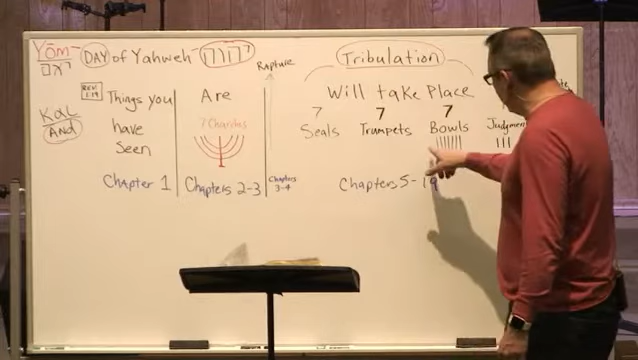 Yōm - DAY of Yahweh - יהוה
REV. 1:19
KAL
AND
Things you
have
Seen
Chapter 1
Are
7 Churches
Chapters 2-3
RAPTURE
Chapters
3-4
Tribulation
Will take Place
7 7 7
Seals Trumpets Bowls
Chapters 5-19